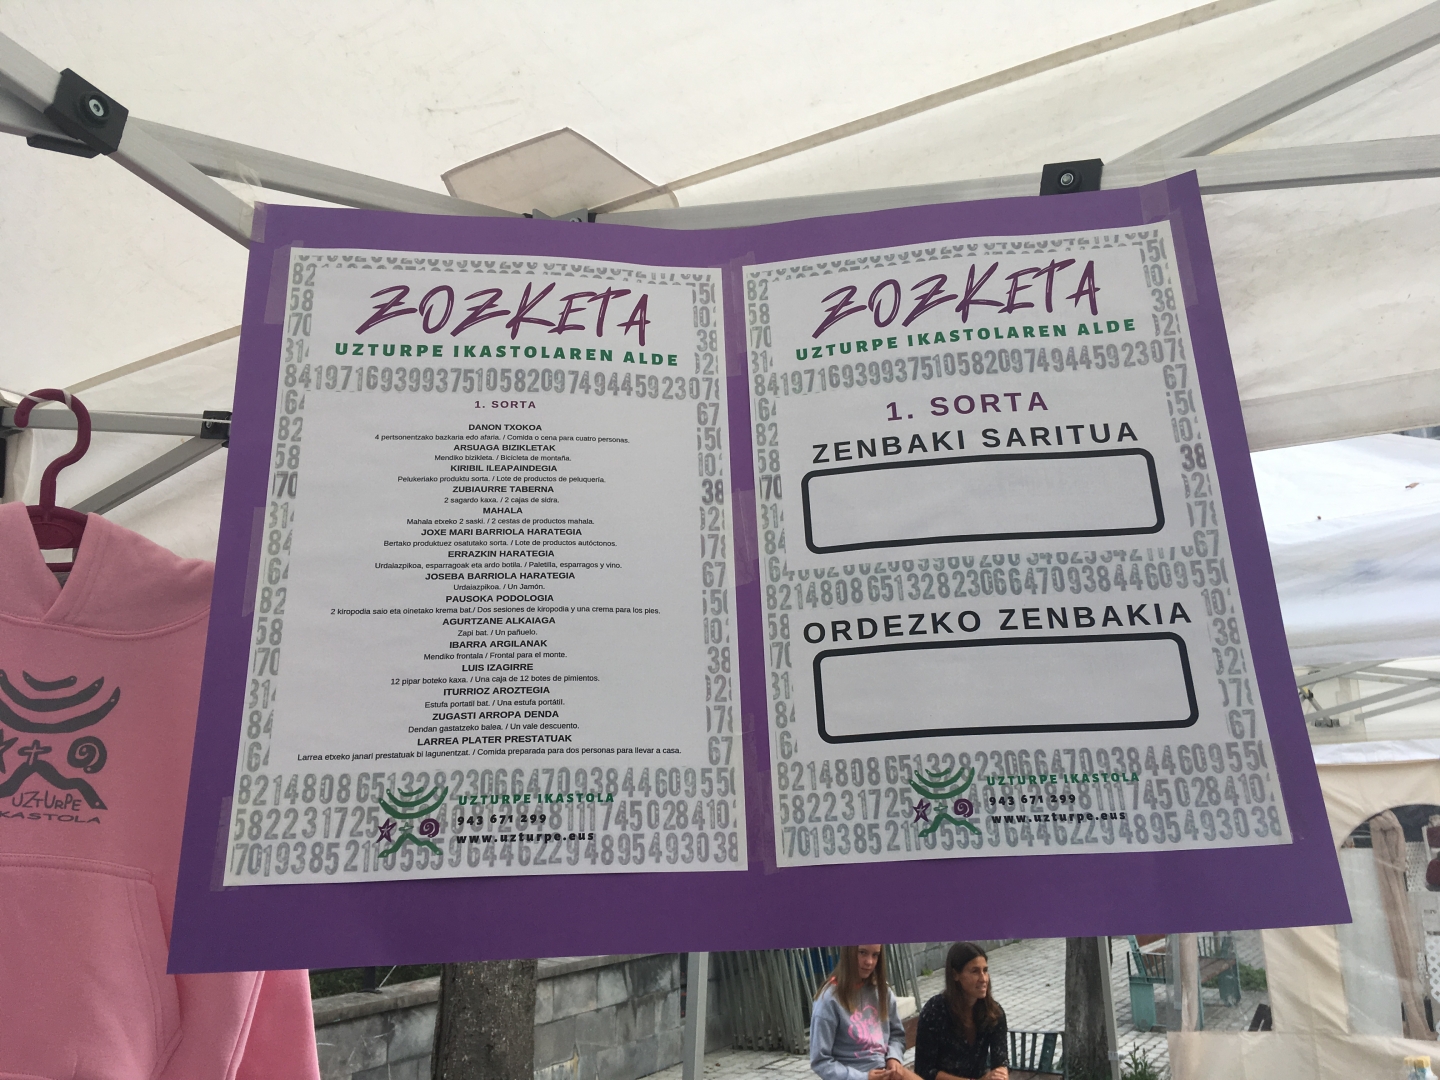 ZOZKETA
UZTURPE IKASTOLAREN ALDE
841971693993751058209749445923078
1. SORTA
DANON TXOKOA
4 pertsonentzako bazkaria edo afaria. / Comida o cena para cuatro personas.
ARSUAGA BIZIKLETAK
Mendiko bizikleta. / Bicicleta de montaña.
KIRIBIL ILEAPAINDEGIA
Pelukeriako produktu sorta. / Lote de productos de peluquería.
ZUBIAURRE TABERNA
2 sagardo kaxa. / 2 cajas de sidra.
MAHALA
Mahala etxeko 2 saski. / 2 cestas de productos mahala.
JOXE MARI BARRIOLA HARATEGIA
Bertako produktuez osatutako sorta. / Lote de productos autóctonos.
ERRAZKIN HARATEGIA
Urdaiazpikoa, esparragoak eta ardo botila. / Paletilla, esparragos y vino.
JOSEBA BARRIOLA HARATEGIA
Urdaiazpikoa. / Un Jamón.
PAUSOKA PODOLOGIA
2 kiropodia saio eta oinetako krema bat./ Dos sesiones de kiropodia y una crema para los pies.
AGURTZANE ALKAIAGA
Zapi bat. / Un pañuelo.
IBARRA ARGILANAK
Mendiko frontala / Frontal para el monte.
LUIS IZAGIRRE
12 pipar boteko kaxa. / Una caja de 12 botes de pimientos.
ITURRIOZ AROZTEGIA
Estufa portatil bat. / Una estufa portátil.
ZUGASTI ARROPA DENDA
Dendan gastatzeko balea. / Un vale descuento.
LARREA PLATER PRESTATUAK
Larrea etxeko janari prestatuak bi lagunentzat. / Comida preparada para dos personas para llevar a casa.
UZTURPE IKASTOLA
943 671 299
www.uzturpe.eus
ZOZKETA
UZTURPE IKASTOLAREN ALDE
841971693993751058209749445923078
1. SORTA
ZENBAKI SARITUA
ORDEZKO ZENBAKIA
UZTURPE IKASTOLA
943 671 299
www.uzturpe.eus
UZTURPE
IKASTOLA